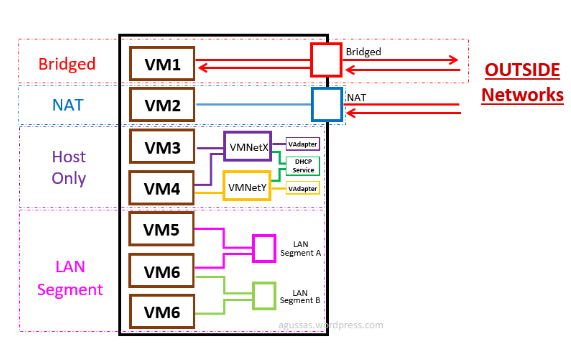 Bridged
VM1
Bridged
OUTSIDE
Networks
NAT
VM2
NAT
Host
Only
VM3
VMNetX
VAdapter
DHCP
Service
VM4
VMNetY
VAdapter
LAN
Segment
VM5
LAN
Segment A
VM6
LAN
Segment B
VM6
agussas.wordpress.com